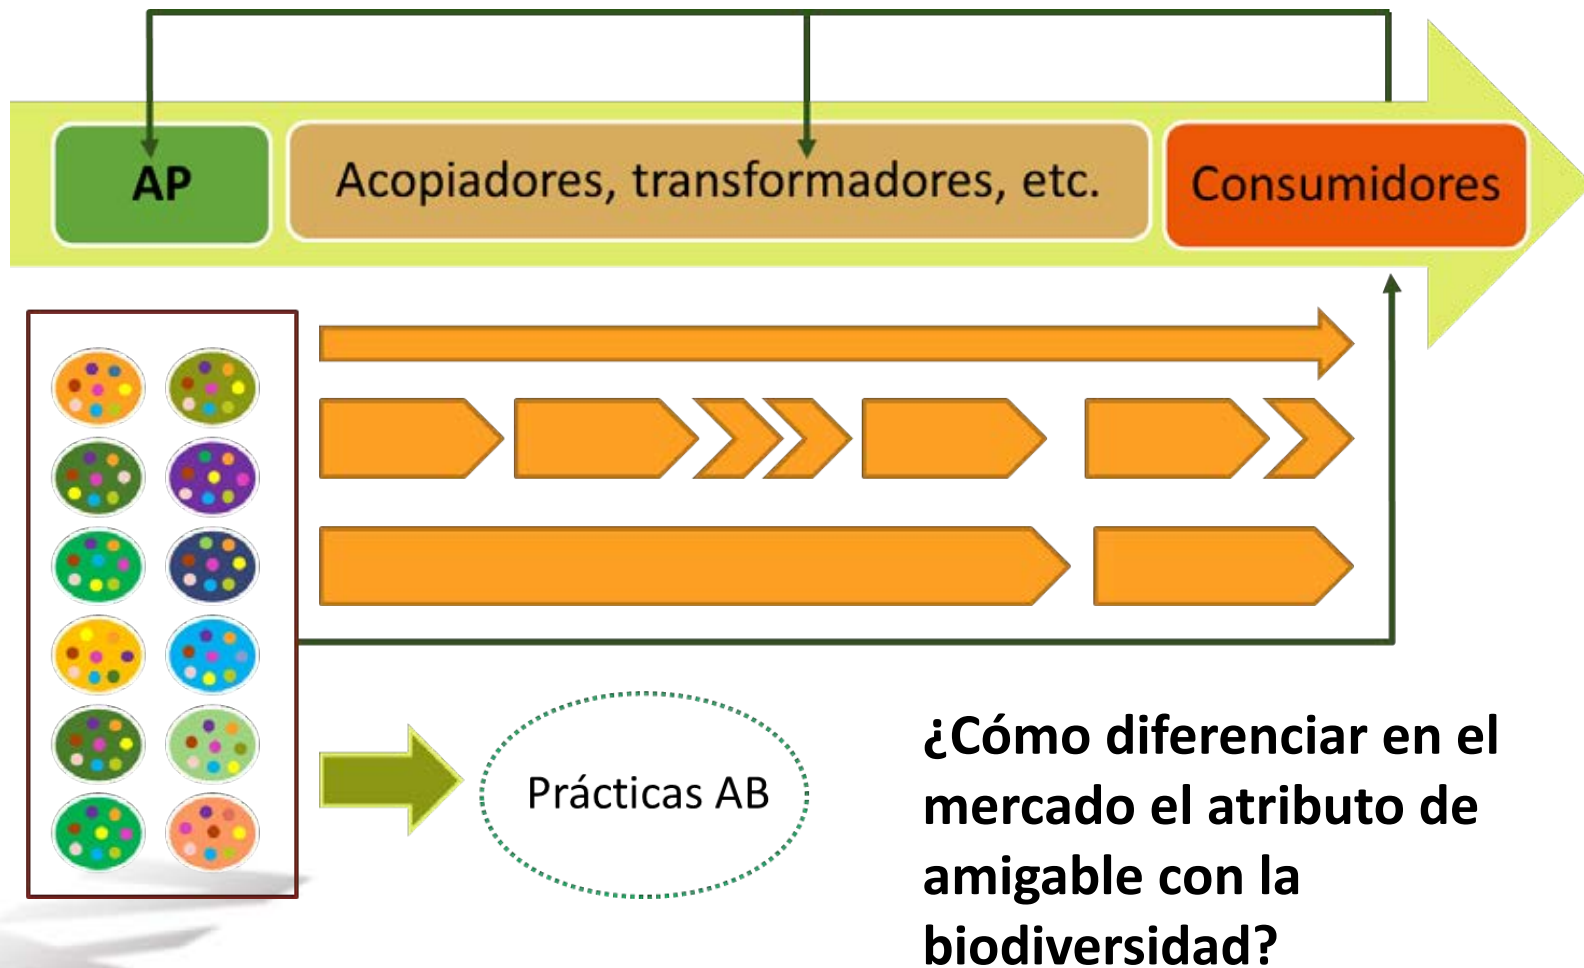 AP
Acopiadores, transformadores, etc.
Consumidores
Prácticas AB
¿Cómo diferenciar en el
mercado el atributo de
amigable con la
biodiversidad?